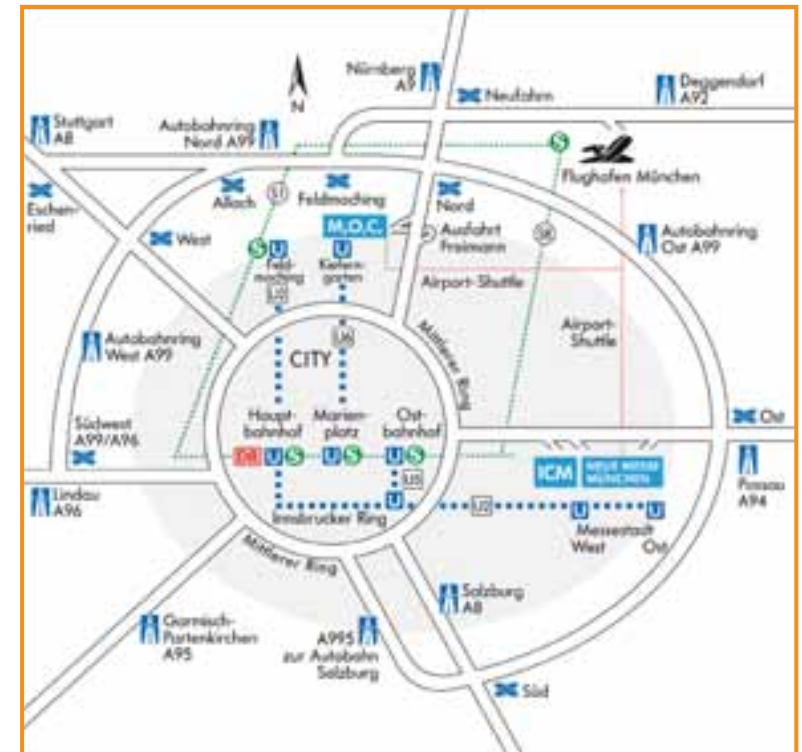 Nürnberg
A9
Neufahrn
Deggendorf
A92
N
Stuttgart
A8
Autobahnring
Nord A99
S
Flughafen München
Eschen-
ried
Allach
S1
Feldmoching
Nord
M,O,C,
Ausfahrt
Freimann
S8
Autobahnring
Ost A99
West
S U
Feld-
moching
U
Kiefern-
garten
Airport-Shuttle
U2
U6
Airport-
Shuttle
Autobahnring
West A99
CITY
Mittlerer Ring
Südwest
A99/A96
Haupt-
bahnhof
Marien-
platz
Ost-
bahnhof
Ost
DB U S
U S
U S
ICM
NEUE MESSE
MÜNCHEN
Passau
A94
Lindau
A96
U5
Innsbrucker Ring
U
U2
U
U
Messestadt
West
Ost
Mittlerer Ring
Salzburg
A8
Garmisch-
Partenkirchen
A95
A995
zur Autobahn
Salzburg
Süd